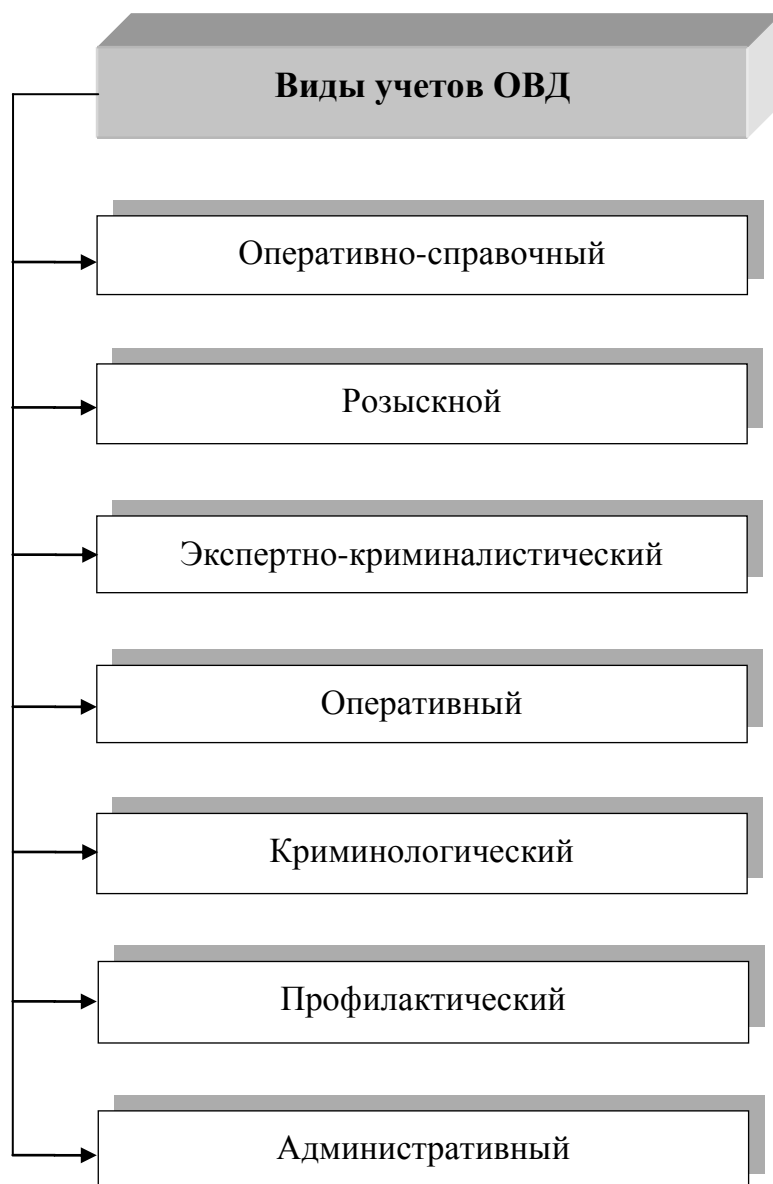 Виды учетов ОВД
Оперативно-справочный
Розыскной
Экспертно-криминалистический
Оперативный
Криминологический
Профилактический
Административный